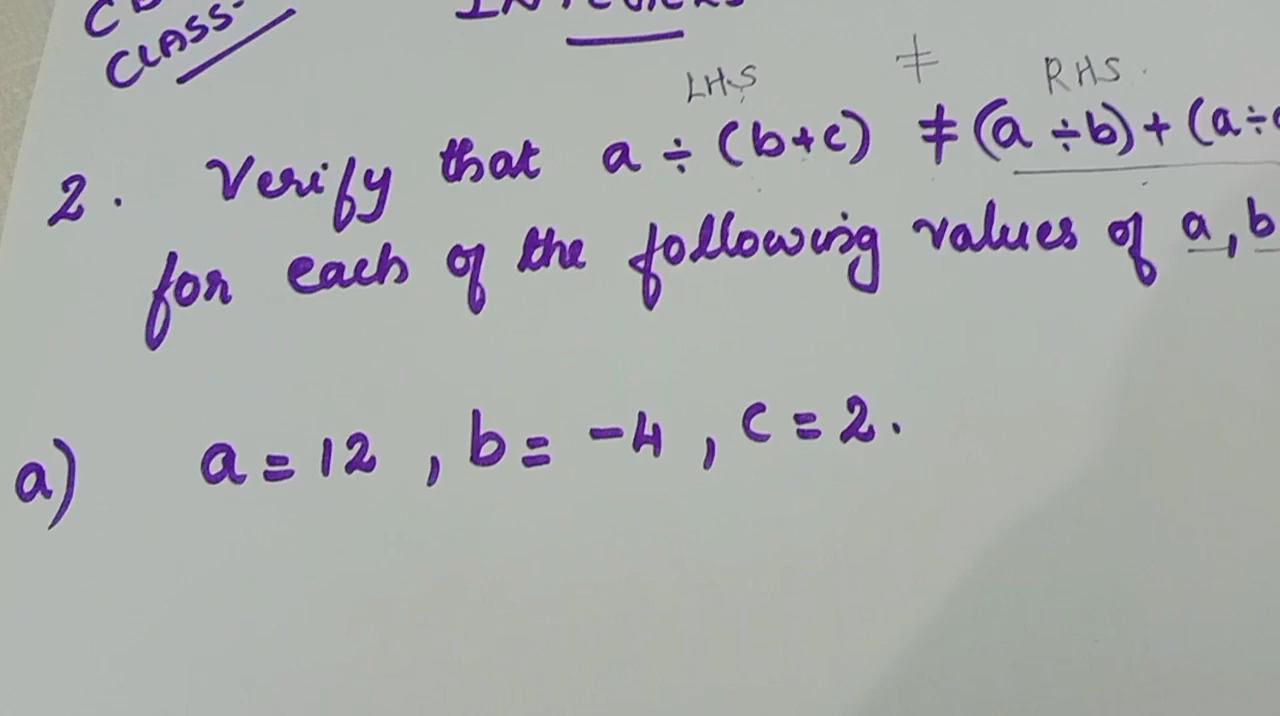 CLASS-
LHS ≠ RHS.
2. Verify that a ÷ (b+c) ≠ (a ÷ b) + (a ÷
for each of the following values of a, b
a) a = 12 , b = -4 , c = 2.